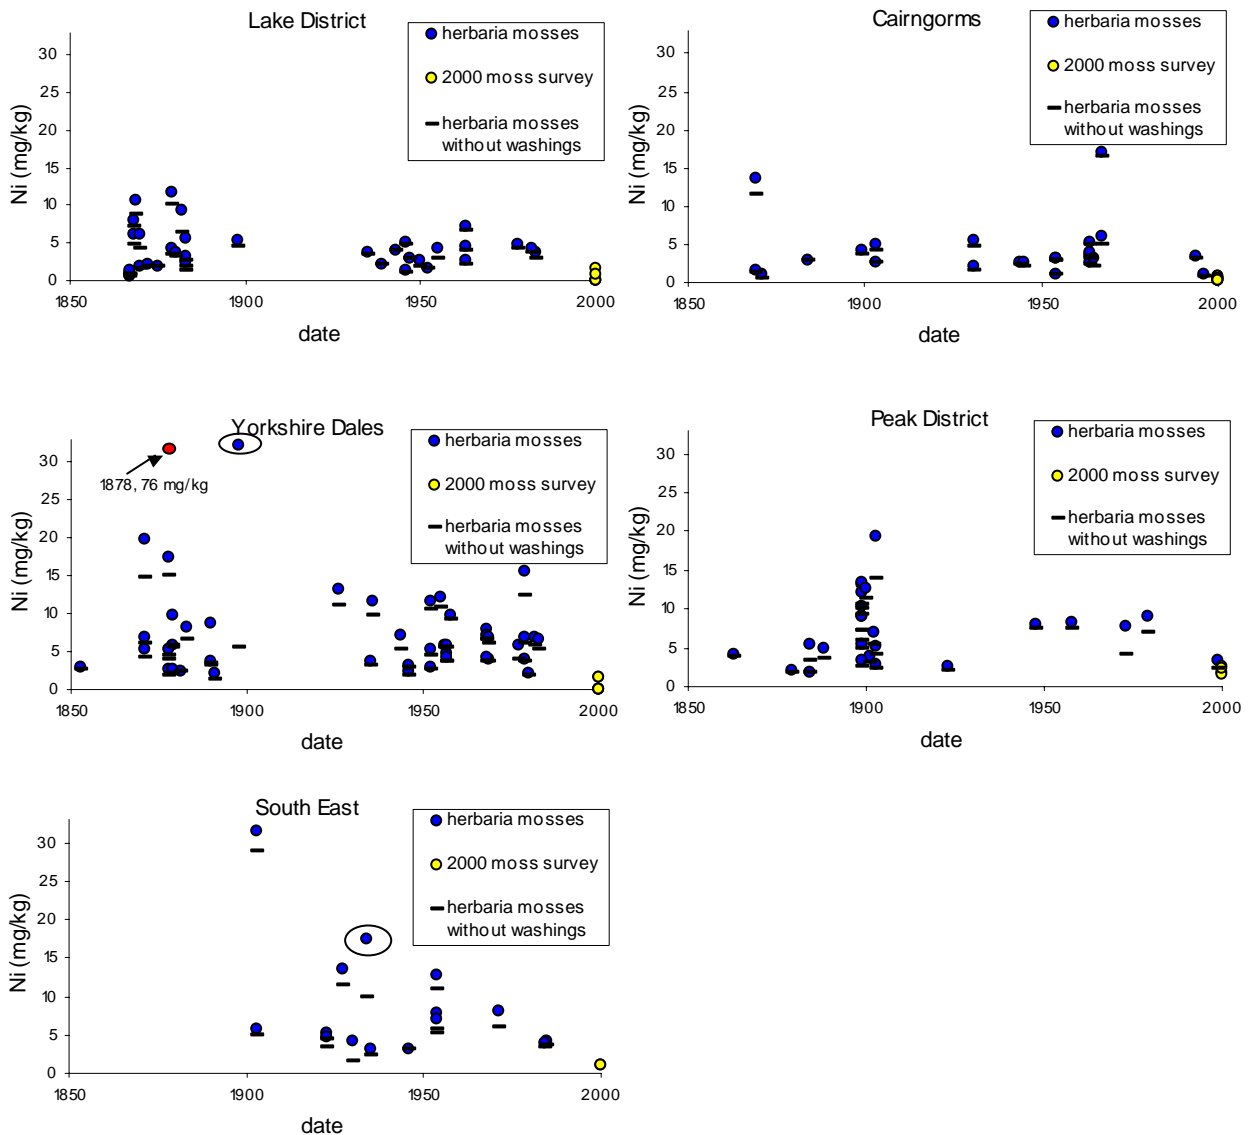 Lake District
herbaria mosses
2000 moss survey
herbaria mosses
without washings
Ni (mg/kg)
30
25
20
15
10
5
0
1850
1900
1950
2000
date
Cairngorms
herbaria mosses
2000 moss survey
herbaria mosses
without washings
Ni (mg/kg)
30
25
20
15
10
5
0
1850
1900
1950
2000
date
Yorkshire Dales
herbaria mosses
2000 moss survey
herbaria mosses
without washings
1878, 76 mg/kg
Ni (mg/kg)
30
25
20
15
10
5
0
1850
1900
1950
2000
date
Peak District
herbaria mosses
2000 moss survey
herbaria mosses
without washings
Ni (mg/kg)
30
25
20
15
10
5
0
1850
1900
1950
2000
date
South East
herbaria mosses
2000 moss survey
herbaria mosses
without washings
Ni (mg/kg)
30
25
20
15
10
5
0
1850
1900
1950
2000
date